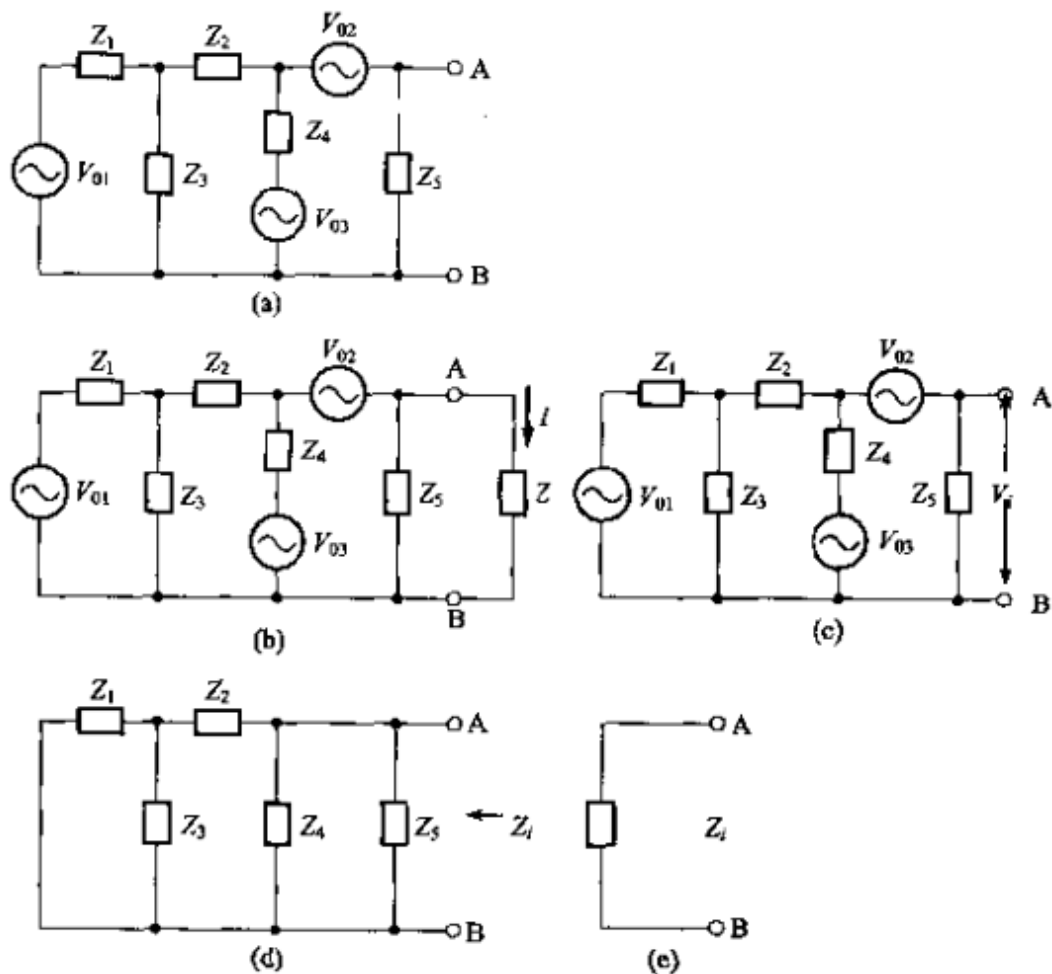 Z₁ Z₂ V₀₂ A
Z₄
V₀₁ Z₃ V₀₃ Z₅
B
(a)
Z₁ Z₂ V₀₂ A
I
Z₄
V₀₁ Z₃ V₀₃ Z₅ Z
B
(b)
Z₁ Z₂ V₀₂ A
Z₄
V₀₁ Z₃ V₀₃ Z₅
B
(c)
Z₁ Z₂ A
Z₃ Z₄ Z₅ Zᵢ
B
(d)
A
Zᵢ
B
(e)